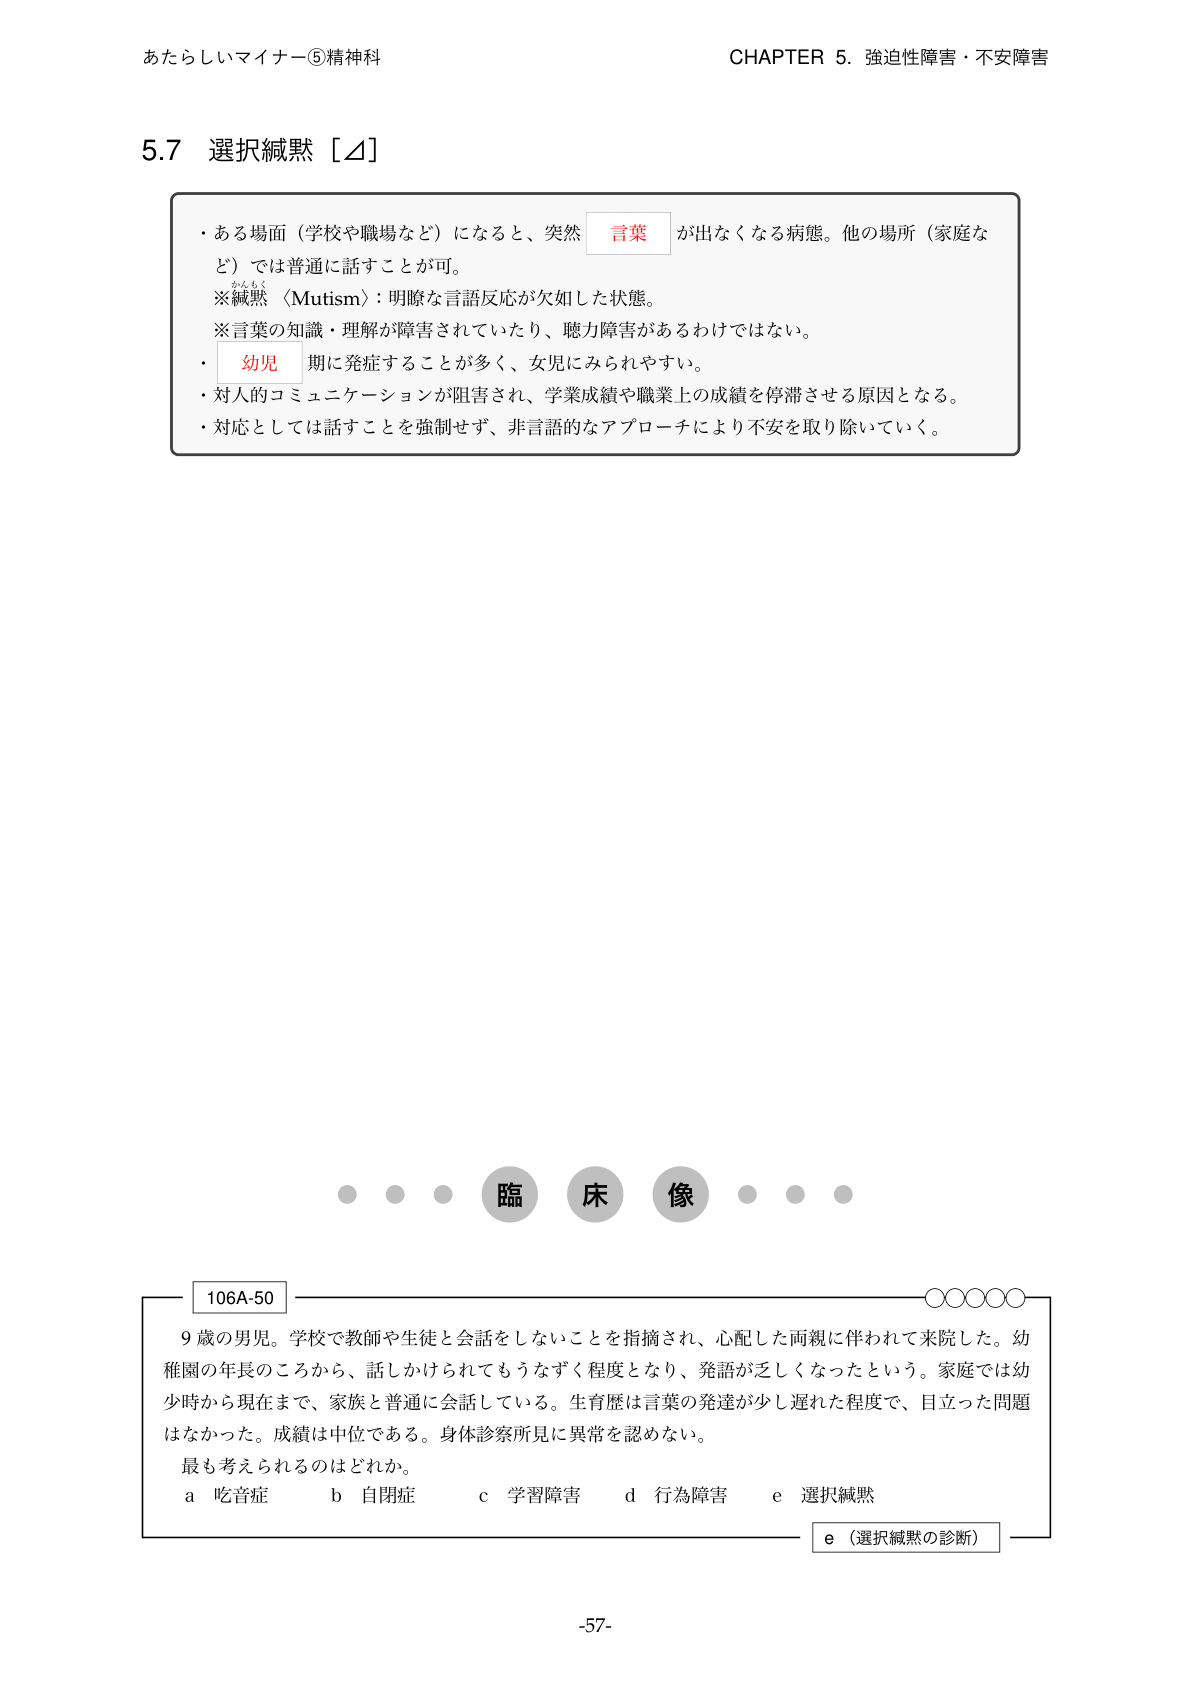 あたらしいマイナー⑤精神科
CHAPTER 5. 強迫性障害・不安障害
5.7 選択緘黙［⊿］
・ある場面（学校や職場など）になると、突然 言葉 が出なくなる病態。他の場所（家庭な
ど）では普通に話すことが可。
かんもく
※緘黙〈Mutism〉：明瞭な言語反応が欠如した状態。
※言葉の知識・理解が障害されていたり、聴力障害があるわけではない。
・ 幼児 期に発症することが多く、女児にみられやすい。
・対人的コミュニケーションが阻害され、学業成績や職業上の成績を停滞させる原因となる。
・対応としては話すことを強制せず、非言語的なアプローチにより不安を取り除いていく。
臨床像
106A-50
9 歳の男児。学校で教師や生徒と会話をしないことを指摘され、心配した両親に伴われて来院した。幼
稚園の年長のころから、話しかけられてもうなずく程度となり、発語が乏しくなったという。家庭では幼
少時から現在まで、家族と普通に会話している。生育歴は言葉の発達が少し遅れた程度で、目立った問題
はなかった。成績は中位である。身体診察所見に異常を認めない。
最も考えられるのはどれか。
a 吃音症 b 自閉症 c 学習障害 d 行為障害 e 選択緘黙
e （選択緘黙の診断）
-57-